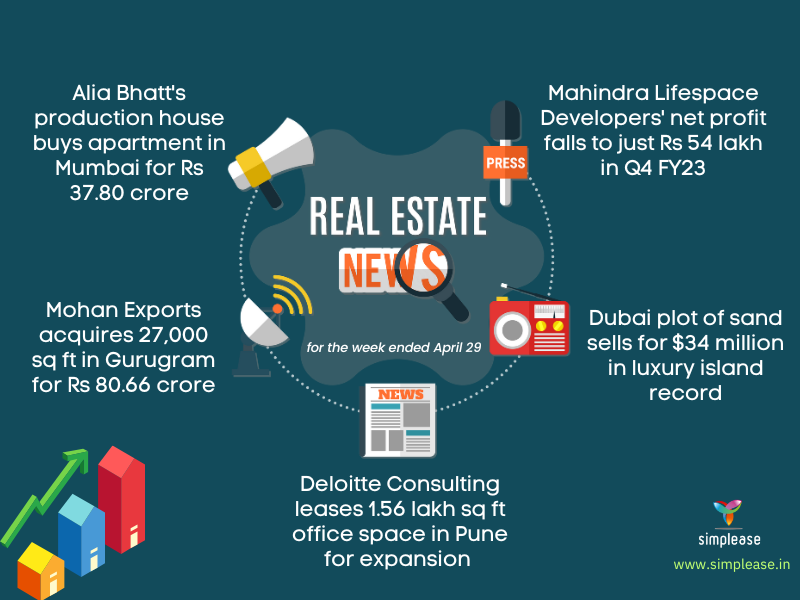 Alia Bhatt's
production house
buys apartment in
Mumbai for Rs
37.80 crore
Mahindra Lifespace
Developers' net profit
falls to just Rs 54 lakh
in Q4 FY23
PRESS
REAL ESTATE
NEWS
for the week ended April 29
Mohan Exports
acquires 27,000
sq ft in Gurugram
for Rs 80.66 crore
Dubai plot of sand
sells for $34 million
in luxury island
record
NEWS
Deloitte Consulting
leases 1.56 lakh sq ft
office space in Pune
for expansion
simplease
www.simplease.in